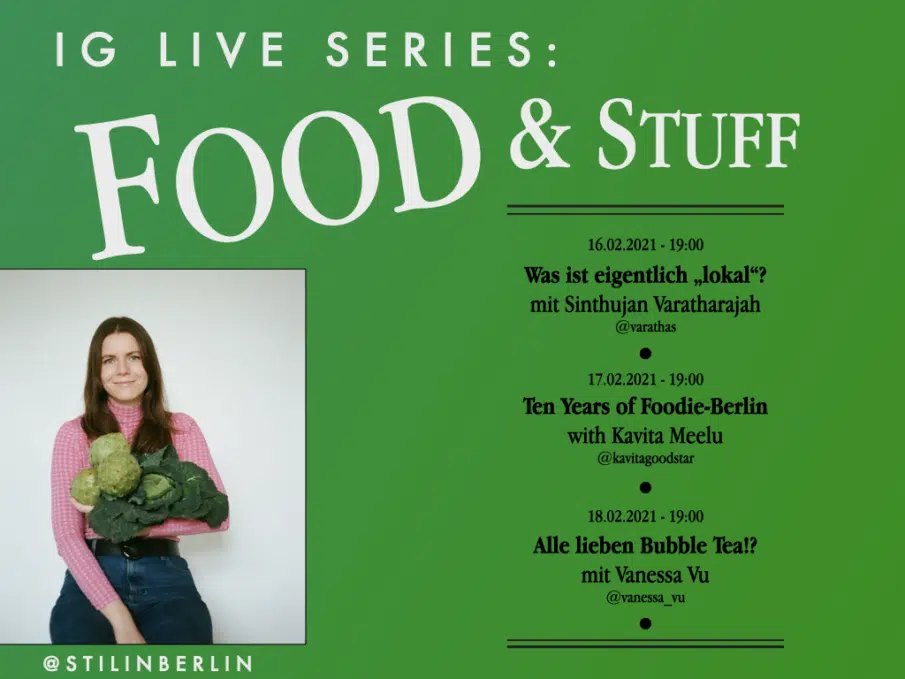 IG LIVE SERIES:
FOOD & STUFF
16.02.2021 - 19:00
Was ist eigentlich „lokal“?
mit Sinthujan Varatharajah
@varathas
17.02.2021 - 19:00
Ten Years of Foodie-Berlin
with Kavita Meelu
@kavitagoodstar
18.02.2021 - 19:00
Alle lieben Bubble Tea!?
mit Vanessa Vu
@vanessa_vu
@STILINBERLIN